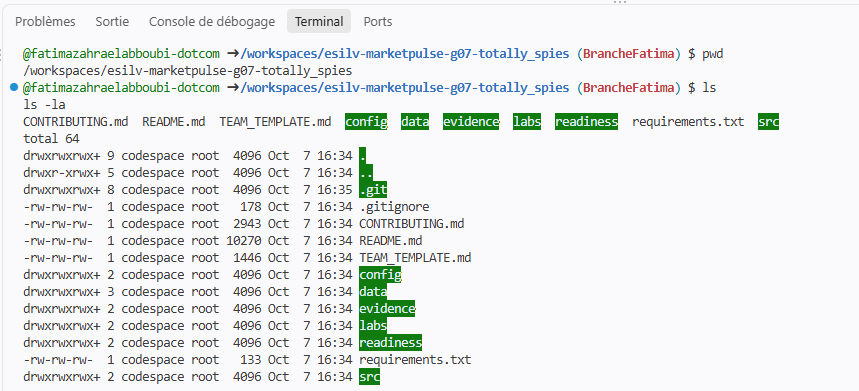 Problèmes Sortie Console de débogage Terminal Ports
@fatimazahraelabboubi-dotcom ➜/workspaces/esilv-marketpulse-g07-totally_spies (BrancheFatima) $ pwd
/workspaces/esilv-marketpulse-g07-totally_spies
@fatimazahraelabboubi-dotcom ➜/workspaces/esilv-marketpulse-g07-totally_spies (BrancheFatima) $ ls
ls -la
CONTRIBUTING.md  README.md  TEAM_TEMPLATE.md  config  data  evidence  labs  readiness  requirements.txt  src
total 64
drwxrwxrwx+ 9 codespace root  4096 Oct  7 16:34 .
drwxr-xrwx+ 5 codespace root  4096 Oct  7 16:34 ..
drwxrwxrwx+ 8 codespace root  4096 Oct  7 16:35 .git
-rw-rw-rw-  1 codespace root   178 Oct  7 16:34 .gitignore
-rw-rw-rw-  1 codespace root  2943 Oct  7 16:34 CONTRIBUTING.md
-rw-rw-rw-  1 codespace root 10270 Oct  7 16:34 README.md
-rw-rw-rw-  1 codespace root  1446 Oct  7 16:34 TEAM_TEMPLATE.md
drwxrwxrwx+ 2 codespace root  4096 Oct  7 16:34 config
drwxrwxrwx+ 3 codespace root  4096 Oct  7 16:34 data
drwxrwxrwx+ 2 codespace root  4096 Oct  7 16:34 evidence
drwxrwxrwx+ 2 codespace root  4096 Oct  7 16:34 labs
drwxrwxrwx+ 2 codespace root  4096 Oct  7 16:34 readiness
-rw-rw-rw-  1 codespace root   133 Oct  7 16:34 requirements.txt
drwxrwxrwx+ 2 codespace root  4096 Oct  7 16:34 src